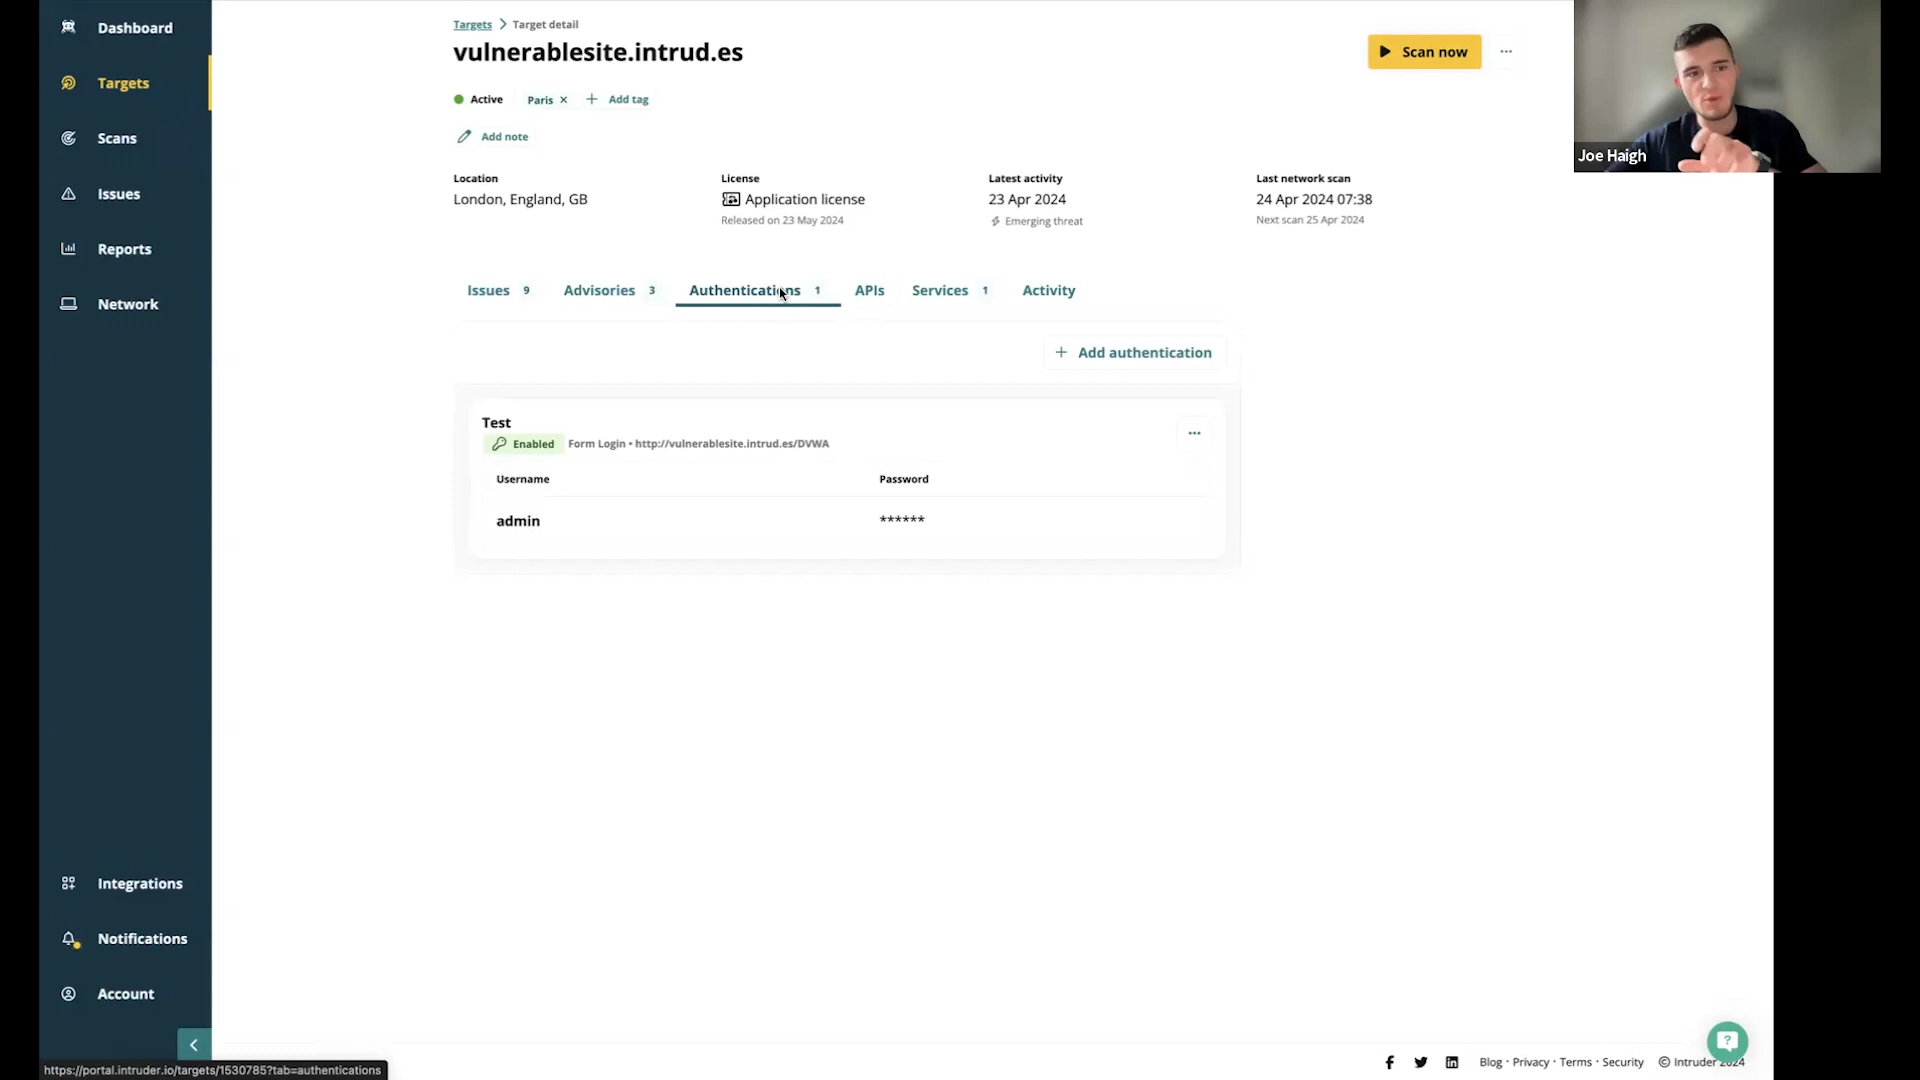 Dashboard
Targets
Scans
Issues
Reports
Network
Integrations
Notifications
Account
Targets > Target detail
vulnerablesite.intrud.es
Scan now
Active
Paris ×
+ Add tag
Add note
Location
London, England, GB
License
Application license
Released on 23 May 2024
Latest activity
23 Apr 2024
Emerging threat
Last network scan
24 Apr 2024 07:38
Next scan 25 Apr 2024
Issues 9
Advisories 3
Authentications 1
APIs
Services 1
Activity
+ Add authentication
Test
Enabled Form Login • http://vulnerablesite.intrud.es/DVWA
Username Password
admin ******
Joe Haigh
Blog · Privacy · Terms · Security © Intruder 2024
https://portal.intruder.io/targets/1530785?tab=authentications